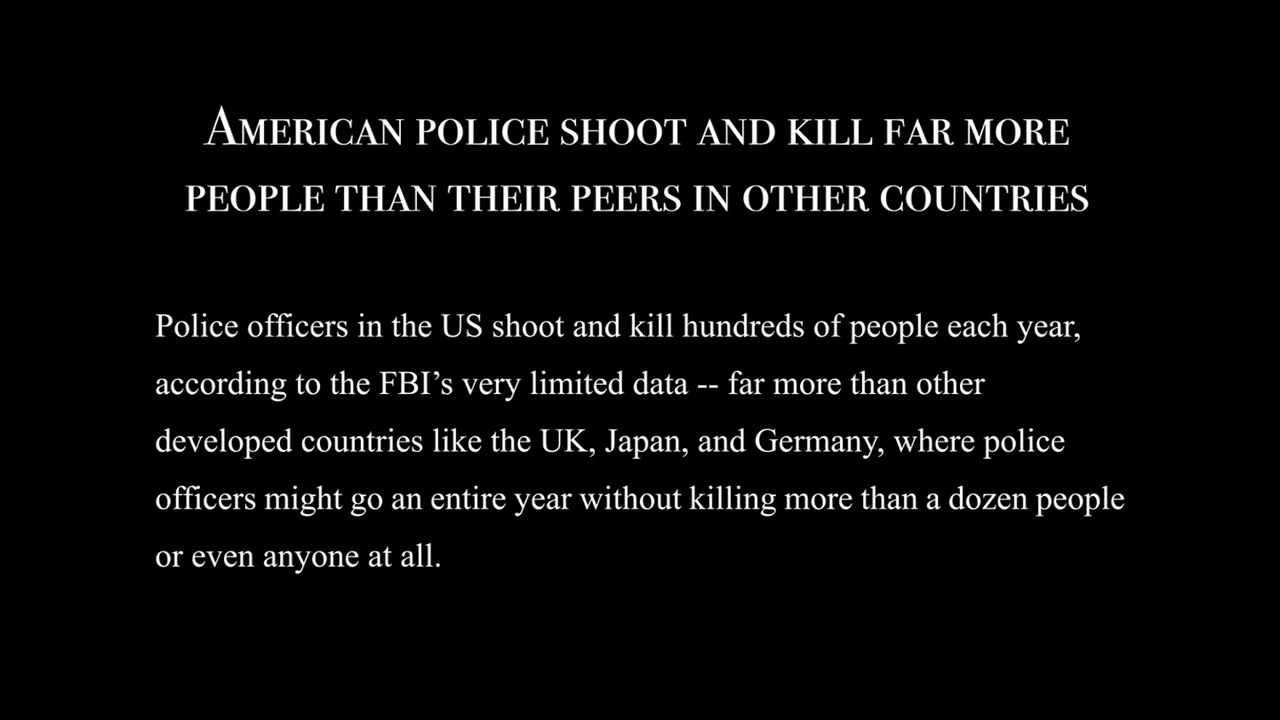 American police shoot and kill far more
people than their peers in other countries
Police officers in the US shoot and kill hundreds of people each year,
according to the FBI’s very limited data -- far more than other
developed countries like the UK, Japan, and Germany, where police
officers might go an entire year without killing more than a dozen people
or even anyone at all.